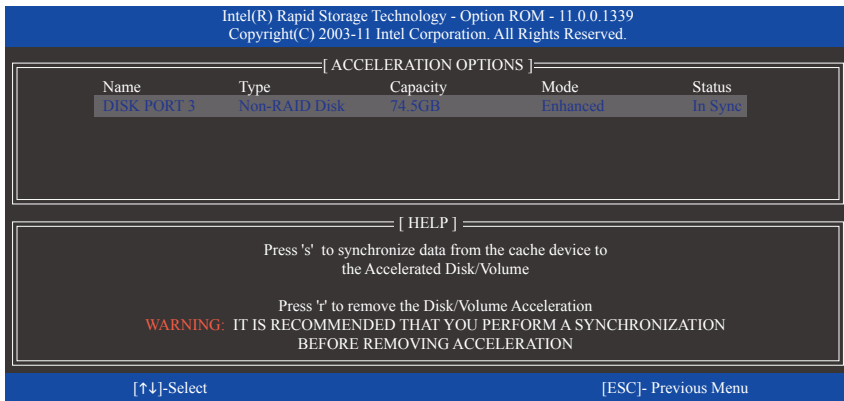 Intel(R) Rapid Storage Technology - Option ROM - 11.0.0.1339
Copyright(C) 2003-11 Intel Corporation. All Rights Reserved.
[ ACCELERATION OPTIONS ]
Name Type Capacity Mode Status
DISK PORT 3 Non-RAID Disk 74.5GB Enhanced In Sync
[ HELP ]
Press 's' to synchronize data from the cache device to
the Accelerated Disk/Volume
Press 'r' to remove the Disk/Volume Acceleration
WARNING: IT IS RECOMMENDED THAT YOU PERFORM A SYNCHRONIZATION
BEFORE REMOVING ACCELERATION
[↑↓]-Select [ESC]- Previous Menu